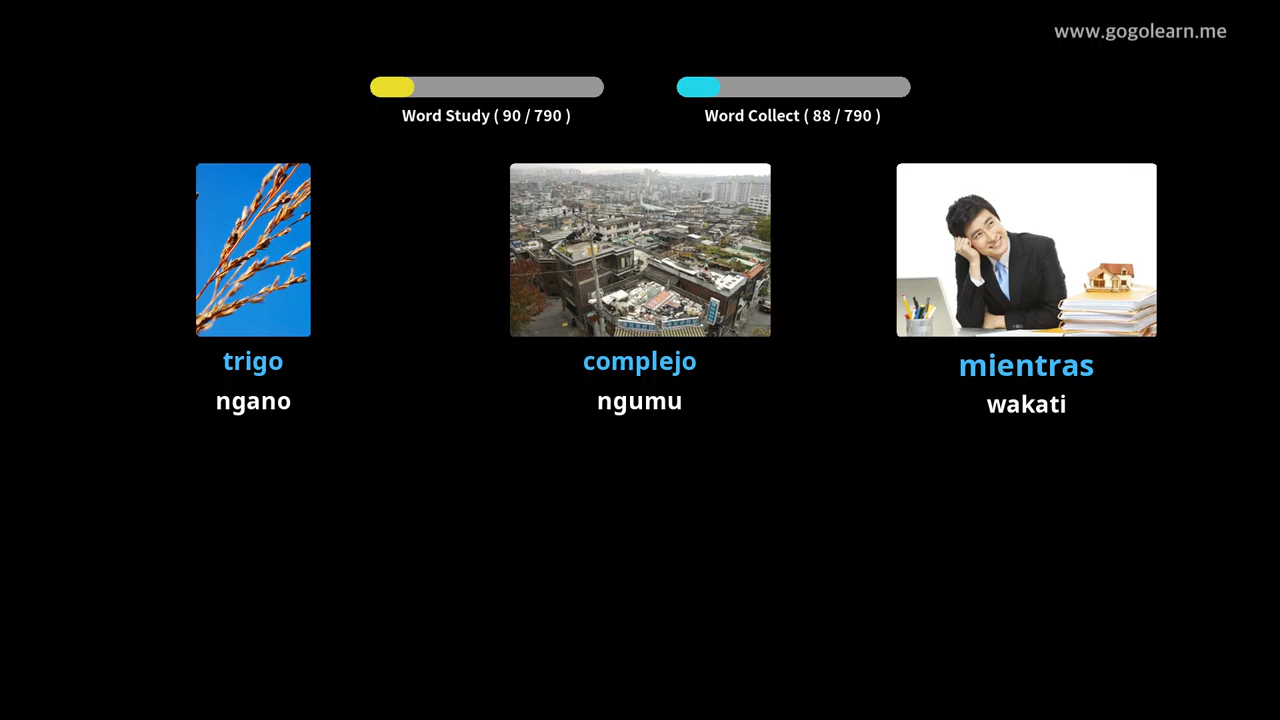 www.gogolearn.me
Word Study ( 90 / 790 )
Word Collect ( 88 / 790 )
trigo
ngano
complejo
ngumu
mientras
wakati